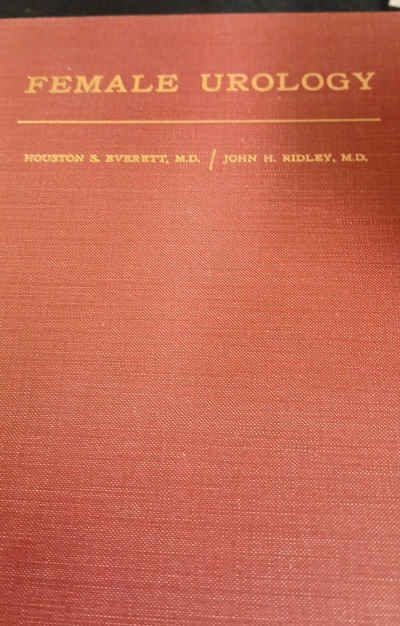 FEMALE UROLOGY
HOUSTON S. EVERETT, M.D. / JOHN H. RIDLEY, M.D.